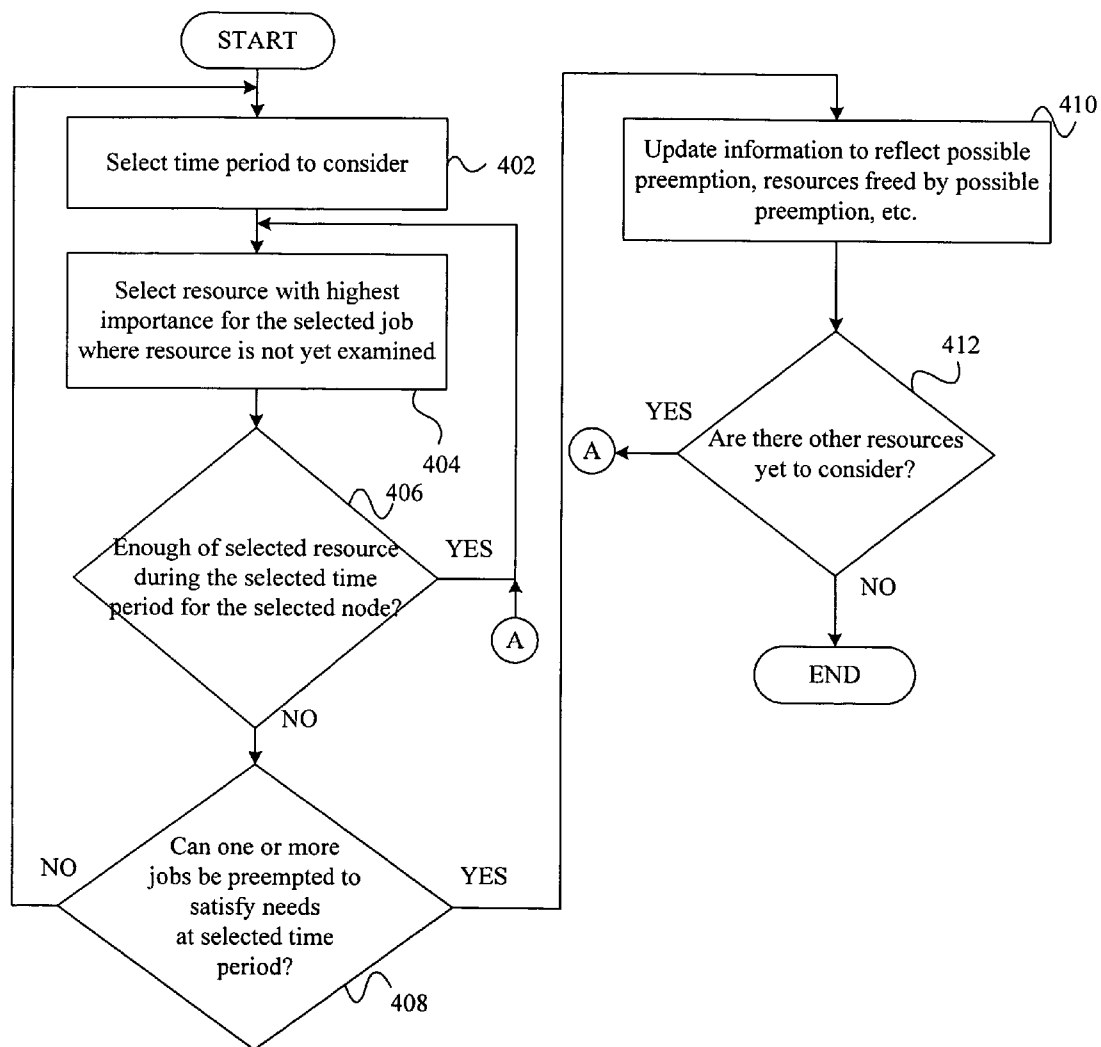 START
Select time period to consider
402
Select resource with highest
importance for the selected job
where resource is not yet examined
404
406
Enough of selected resource
during the selected time
period for the selected node?
YES
A
NO
Can one or more
jobs be preempted to
satisfy needs
at selected time
period?
NO
YES
408
410
Update information to reflect possible
preemption, resources freed by possible
preemption, etc.
412
YES
A
Are there other resources
yet to consider?
NO
END